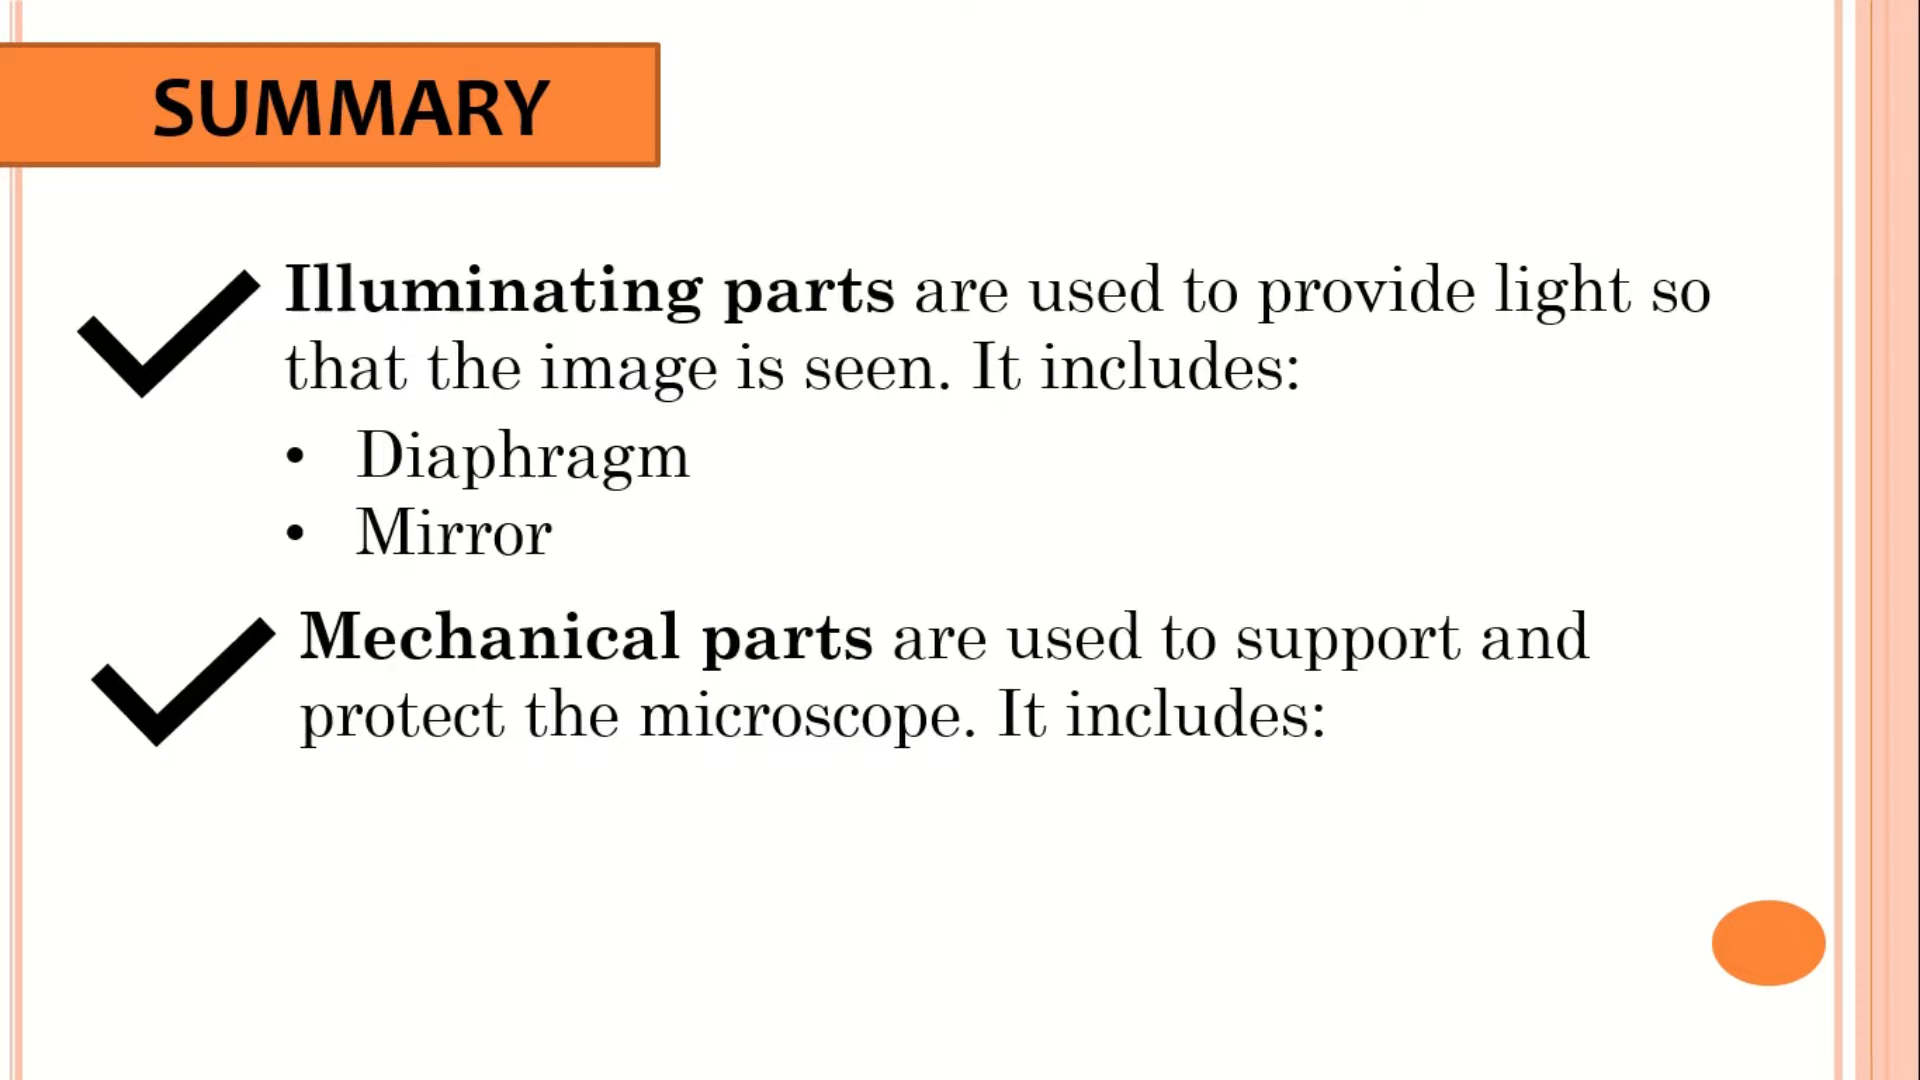 SUMMARY
Illuminating parts are used to provide light so
that the image is seen. It includes:
• Diaphragm
• Mirror
Mechanical parts are used to support and
protect the microscope. It includes: